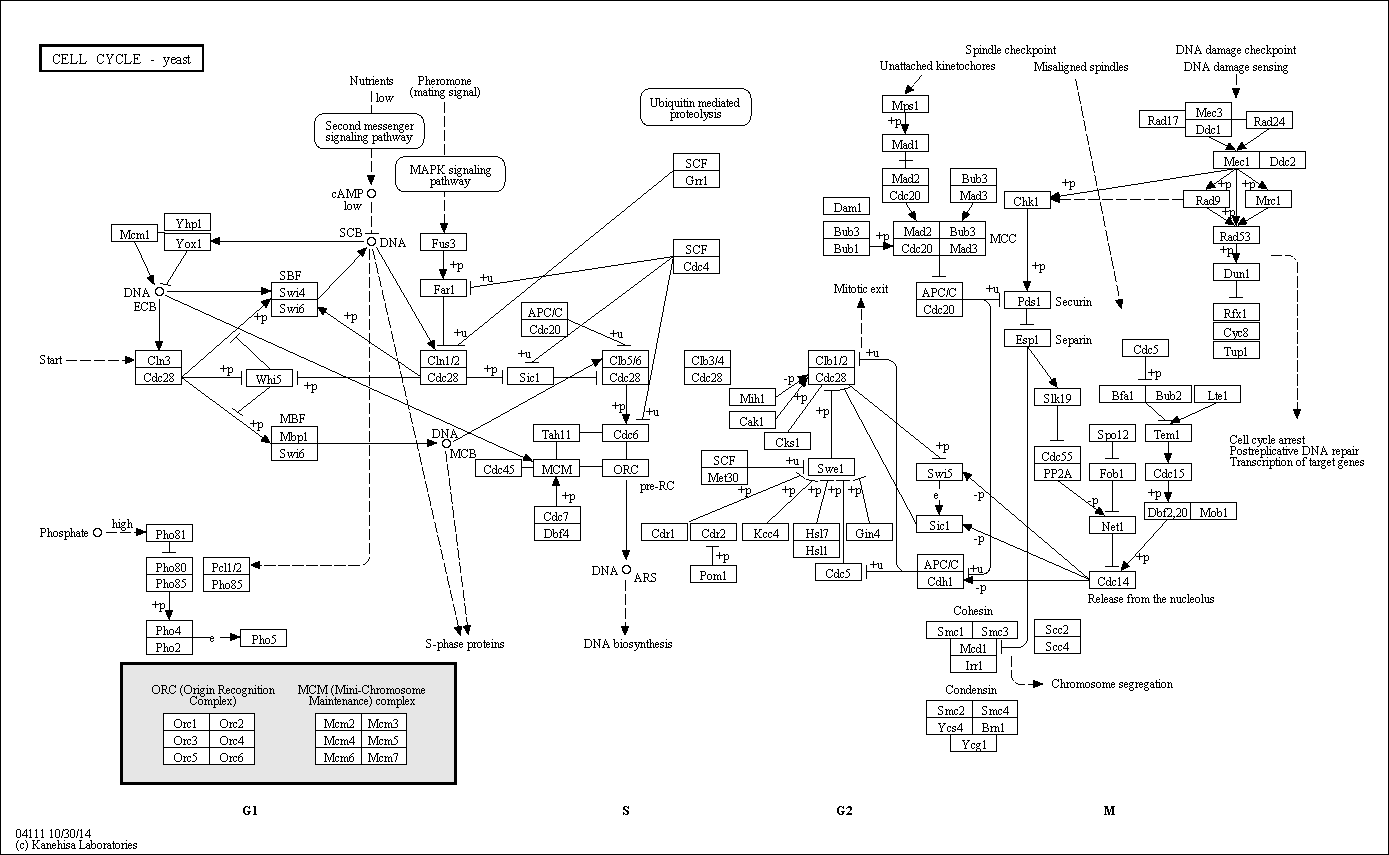 CELL CYCLE - yeast
Nutrients
low
Second messenger
signaling pathway
cAMP
low
SCB
DNA
Pheromone
(mating signal)
MAPK signaling
pathway
Fus3
+p
Far1
+u
Ubiquitin mediated
proteolysis
SCF
Grr1
SCF
Cdc4
+u
+u
+u
Mcm1
Yhp1
Yox1
DNA
ECB
SBF
Swi4
Swi6
+p
+p
Start
Cln3
Cdc28
+p
Whi5
+p
+p
MBF
Mbp1
Swi6
DNA
MCB
Cln1/2
Cdc28
+p
Sic1
APC/C
Cdc20
+u
Clb5/6
Cdc28
+p
Clb3/4
Cdc28
Tah11
Cdc6
Cdc45
MCM
ORC
pre-RC
+p
Cdc7
Dbf4
DNA
ARS
DNA biosynthesis
S-phase proteins
Phosphate
high
Pho81
Pho80
Pho85
Pcl1/2
Pho85
+p
Pho4
Pho2
e
Pho5
ORC (Origin Recognition
Complex)
Orc1
Orc2
Orc3
Orc4
Orc5
Orc6
MCM (Mini-Chromosome
Maintenance) complex
Mcm2
Mcm3
Mcm4
Mcm5
Mcm6
Mcm7
Spindle checkpoint
Unattached kinetochores
Misaligned spindles
Mps1
+p
Mad1
Mad2
Cdc20
Bub3
Mad3
Dam1
Bub3
Bub1
+p
Mad2
Bub3
Cdc20
Mad3
MCC
APC/C
Cdc20
+u
Mitotic exit
Clb1/2
Cdc28
+u
Mih1
-p
Cak1
+p
Cks1
+p
SCF
Met30
+u
Swe1
+p
+p
+p
+p
+p
Cdr1
Cdr2
Kcc4
Hsl7
Hsl1
Gin4
+p
Pom1
Cdc5
+u
APC/C
Cdh1
+u
-p
+p
Swi5
e
Sic1
-p
-p
DNA damage checkpoint
DNA damage sensing
Rad17
Mec3
Ddc1
Rad24
Mec1
Ddc2
+p
+p
+p
Chk1
Rad9
Mrc1
+p
+p
Rad53
+p
Dun1
Rfx1
Cyc8
Tup1
+p
Pds1
Securin
Esp1
Separin
Slk19
Cdc55
PP2A
-p
Cdc5
+p
Bfa1
Bub2
Lte1
Spo12
Fob1
Tem1
Cdc15
+p
Dbf2,20
Mob1
Net1
+p
Cdc14
Release from the nucleolus
Cell cycle arrest
Postreplicative DNA repair
Transcription of target genes
Cohesin
Smc1
Smc3
Mcd1
Irr1
Scc2
Scc4
Chromosome segregation
Condensin
Smc2
Smc4
Ycs4
Brn1
Ycg1
G1
S
G2
M
04111 10/30/14
(c) Kanehisa Laboratories